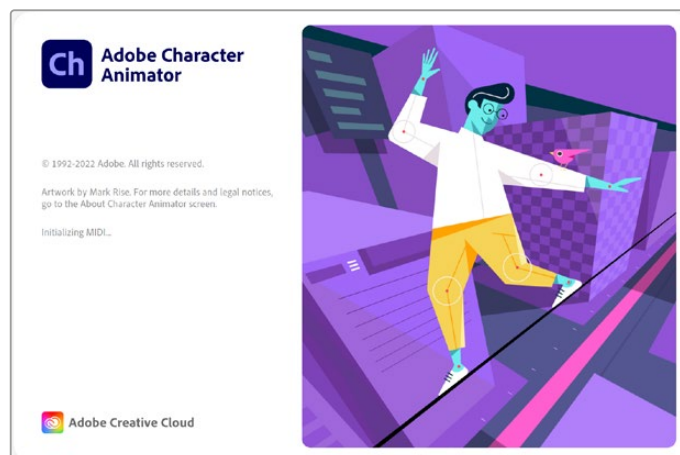 Ch
Adobe Character
Animator
© 1992-2022 Adobe. All rights reserved.
Artwork by Mark Rise. For more details and legal notices,
go to the About Character Animator screen.
Initializing MIDI...
Adobe Creative Cloud